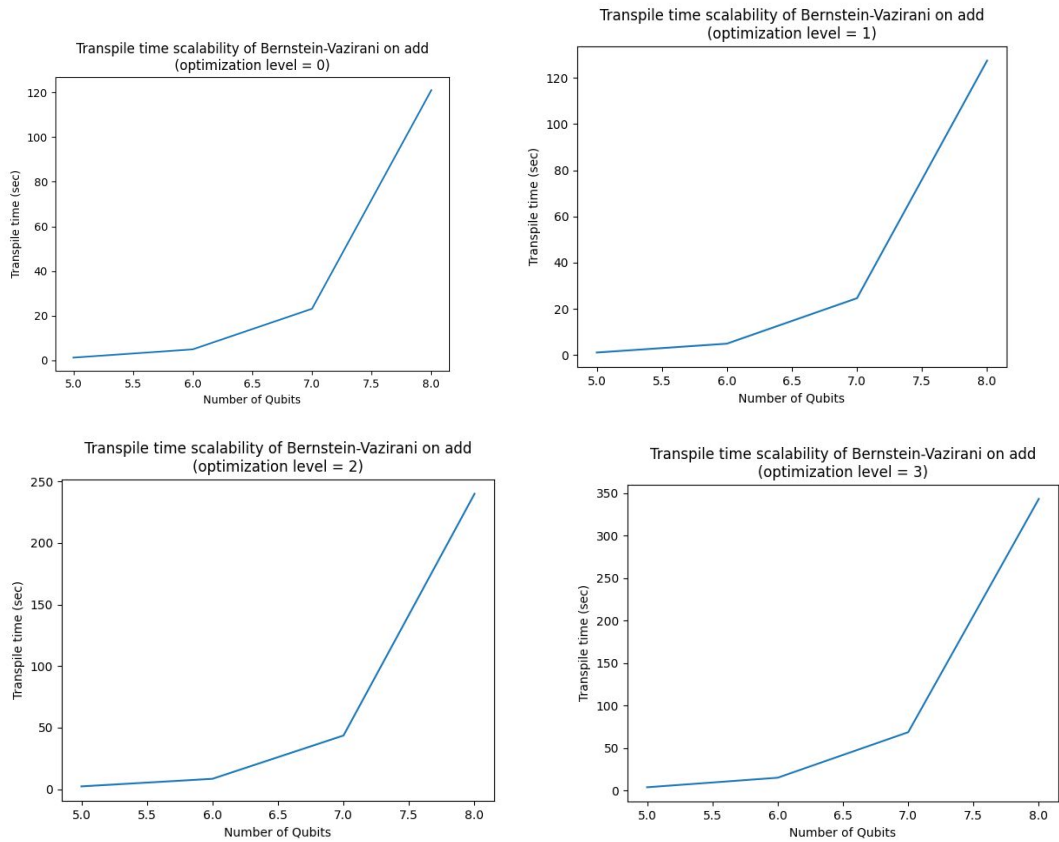 Transpile time scalability of Bernstein-Vazirani on add
(optimization level = 0)
120
100
80
60
40
20
0
Transpile time (sec)
5.0 5.5 6.0 6.5 7.0 7.5 8.0
Number of Qubits
Transpile time scalability of Bernstein-Vazirani on add
(optimization level = 1)
120
100
80
60
40
20
0
Transpile time (sec)
5.0 5.5 6.0 6.5 7.0 7.5 8.0
Number of Qubits
Transpile time scalability of Bernstein-Vazirani on add
(optimization level = 2)
250
200
150
100
50
0
Transpile time (sec)
5.0 5.5 6.0 6.5 7.0 7.5 8.0
Number of Qubits
Transpile time scalability of Bernstein-Vazirani on add
(optimization level = 3)
350
300
250
200
150
100
50
0
Transpile time (sec)
5.0 5.5 6.0 6.5 7.0 7.5 8.0
Number of Qubits